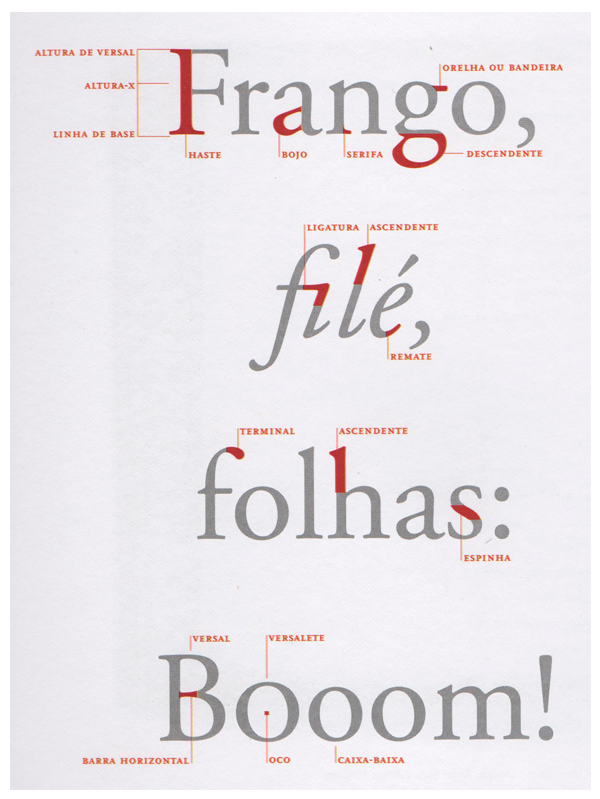 ALTURA DE VERSAL
ORELHA OU BANDEIRA
ALTURA-X
Frango,
LINHA DE BASE
HASTE BOJO SERIFA DESCENDENTE
LIGATURA ASCENDENTE
filé,
REMATE
TERMINAL ASCENDENTE
folhas:
ESPINHA
VERSAL VERSALETE
Booom!
BARRA HORIZONTAL OCO CAIXA-BAIXA